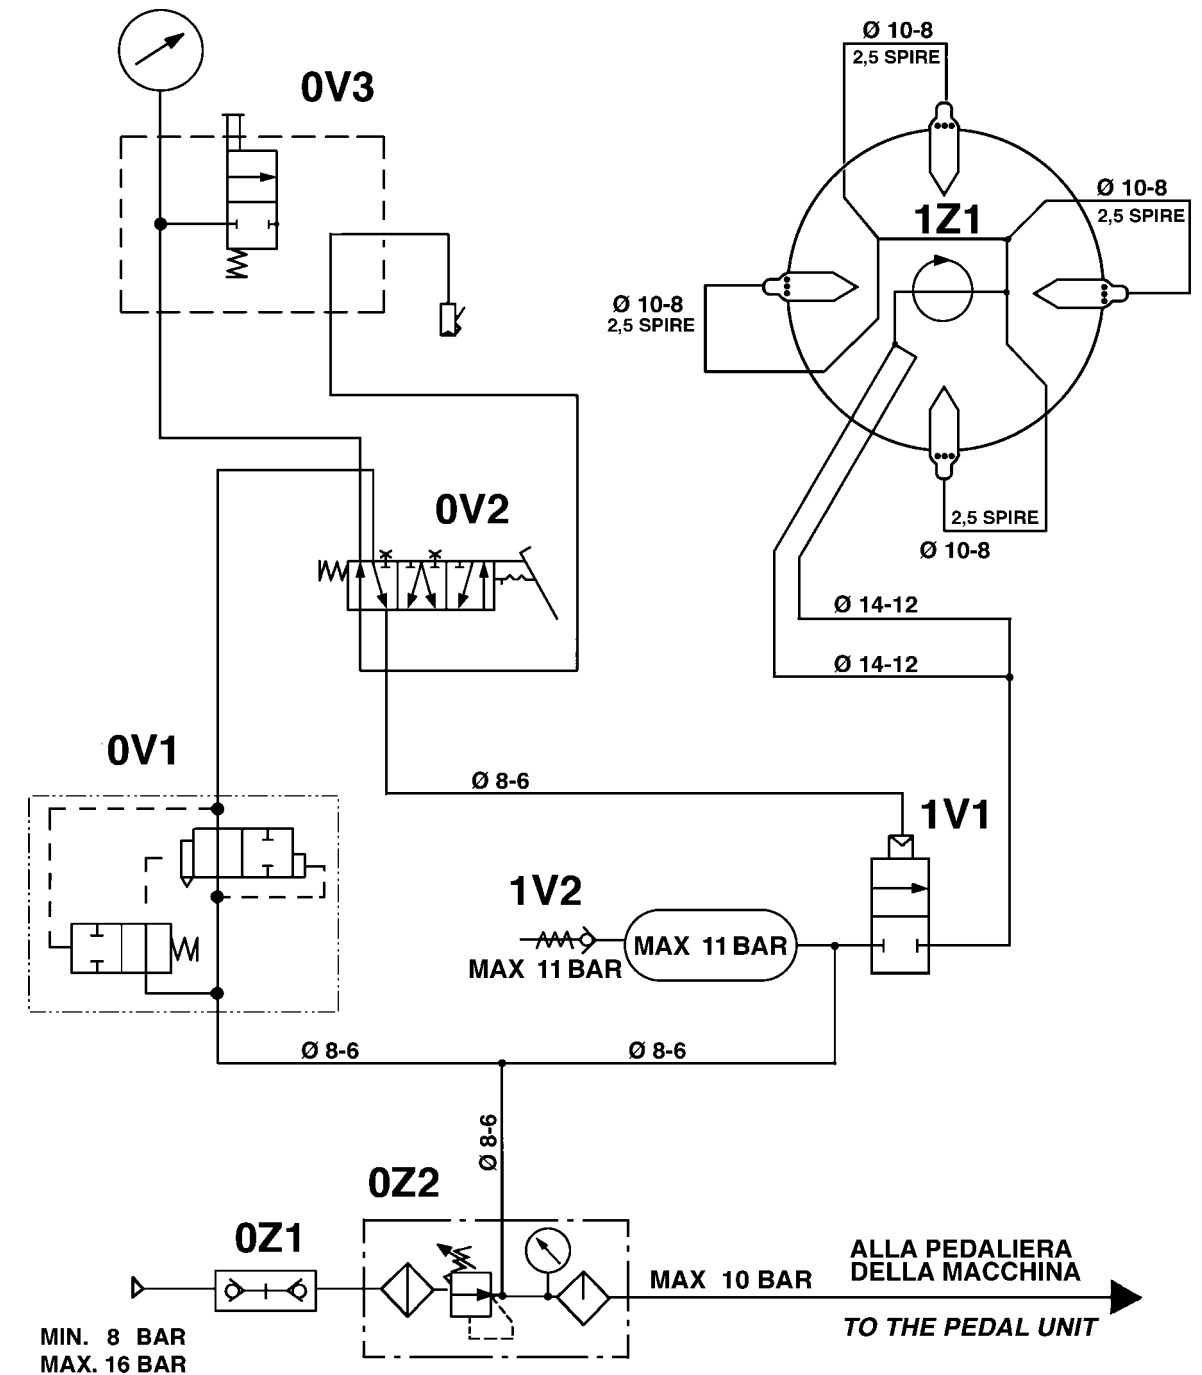 Ø 10-8
2,5 SPIRE
0V3
Ø 10-8
2,5 SPIRE
1Z1
Ø 10-8
2,5 SPIRE
0V2
2,5 SPIRE
Ø 10-8
Ø 14-12
Ø 14-12
0V1
Ø 8-6
1V1
1V2
MAX 11 BAR
MAX 11 BAR
Ø 8-6
Ø 8-6
Ø 8-6
0Z2
0Z1
ALLA PEDALIERA
DELLA MACCHINA
MAX 10 BAR
TO THE PEDAL UNIT
MIN. 8 BAR
MAX. 16 BAR